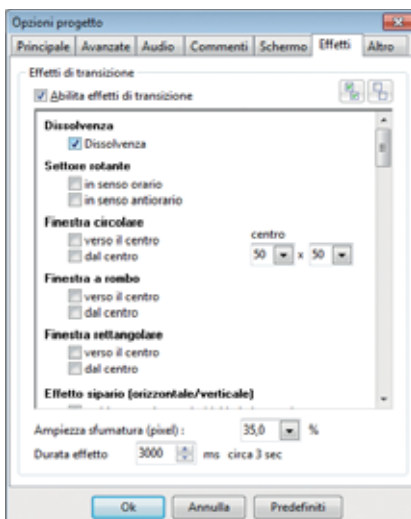 Opzioni progetto
Principale Avanzate Audio Commenti Schermo Effetti Altro
Effetti di transizione
Abilita effetti di transizione
Dissolvenza
Dissolvenza
Settore rotante
in senso orario
in senso antiorario
Finestra circolare
verso il centro
centro
dal centro
50 x 50
Finestra a rombo
verso il centro
dal centro
Finestra rettangolare
verso il centro
dal centro
Effetto sipario (orizzontale/verticale)
Ampiezza sfumatura (pixel) : 35,0 %
Durata effetto 3000 ms circa 3 sec
Ok Annulla Predefiniti